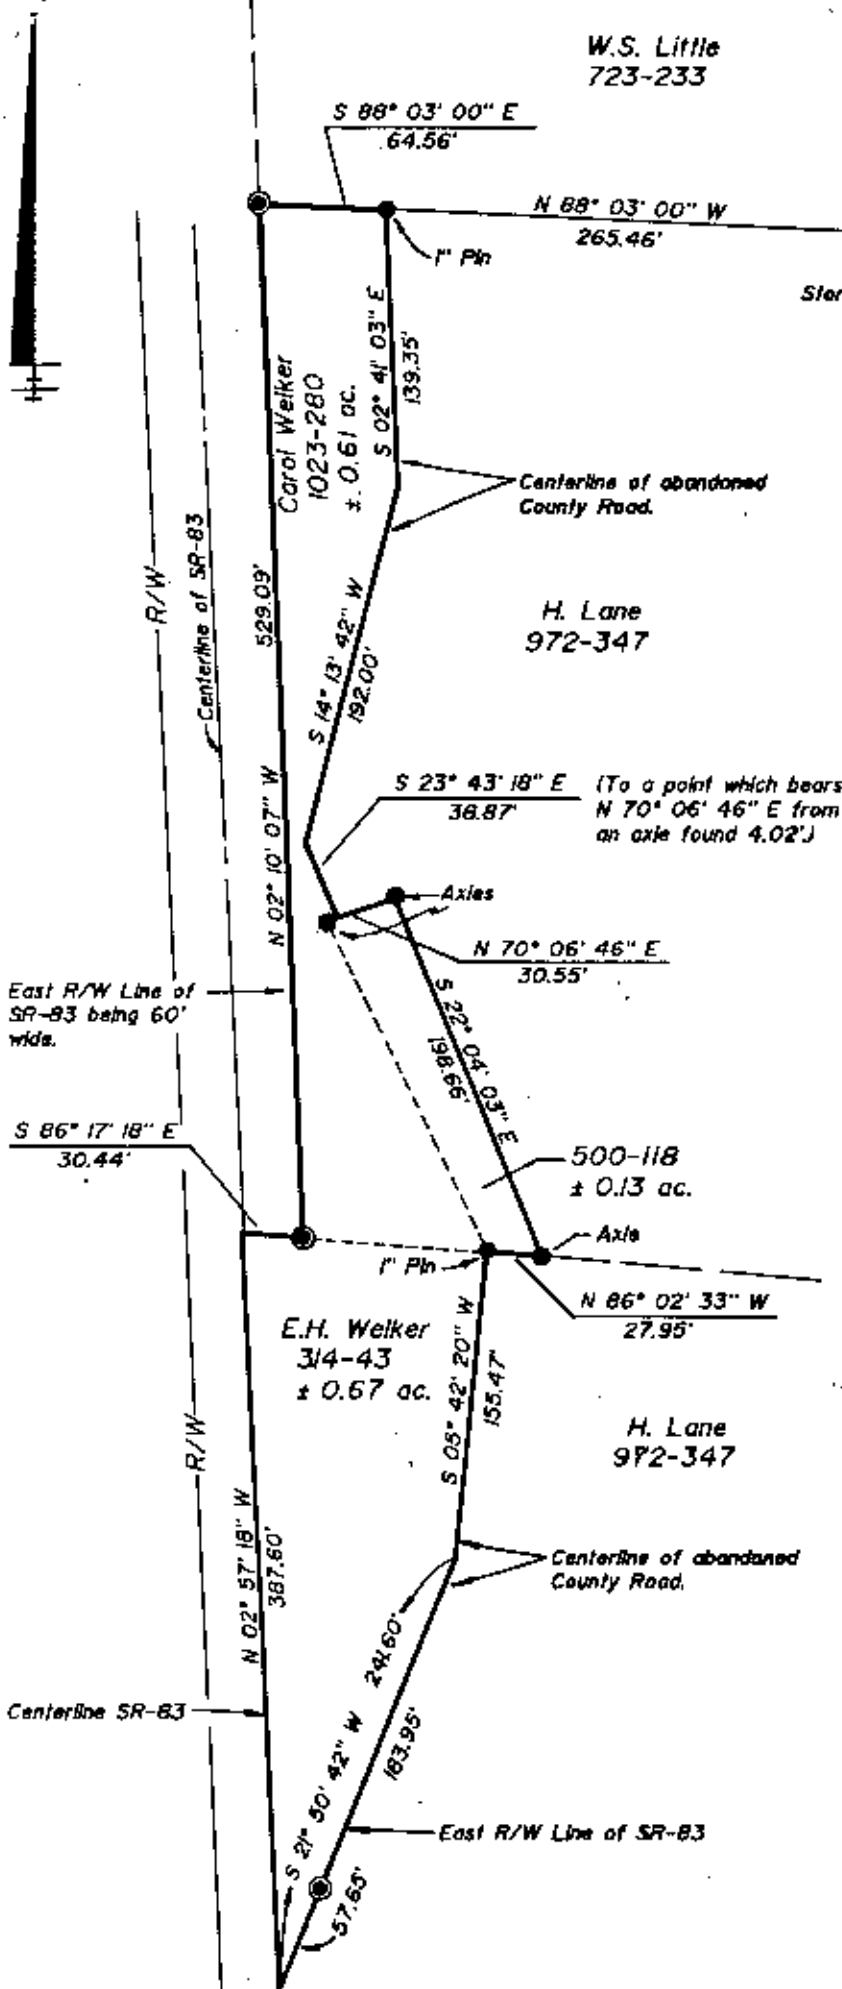 W.S. Little
723-233
S 88° 03' 00" E
64.56'
N 88° 03' 00" W
265.46'
1" Pin
S 02° 41' 03" E
139.35'
Carol Welker
1023-280
± 0.61 ac.
Centerline of abandoned
County Road.
R/W
Centerline of SR-83
529.09'
N 02° 10' 07" W
S 14° 13' 42" W
192.00'
H. Lane
972-347
S 23° 43' 18" E
38.87'
(To a point which bears
N 70° 06' 46" E from
an axle found 4.02'.)
Axles
N 70° 06' 46" E
30.55'
East R/W Line of
SR-83 being 60'
wide.
S 22° 04' 03" E
198.66'
S 86° 17' 18" E
30.44'
500-118
± 0.13 ac.
Axle
1" Pin
N 86° 02' 33" W
27.95'
E.H. Welker
314-43
± 0.67 ac.
S 05° 42' 20" W
155.47'
H. Lane
972-347
R/W
N 02° 57' 18" W
387.60'
Centerline of abandoned
County Road.
241.60'
Centerline SR-83
S 21° 50' 42" W
183.95'
East R/W Line of SR-83
57.65'